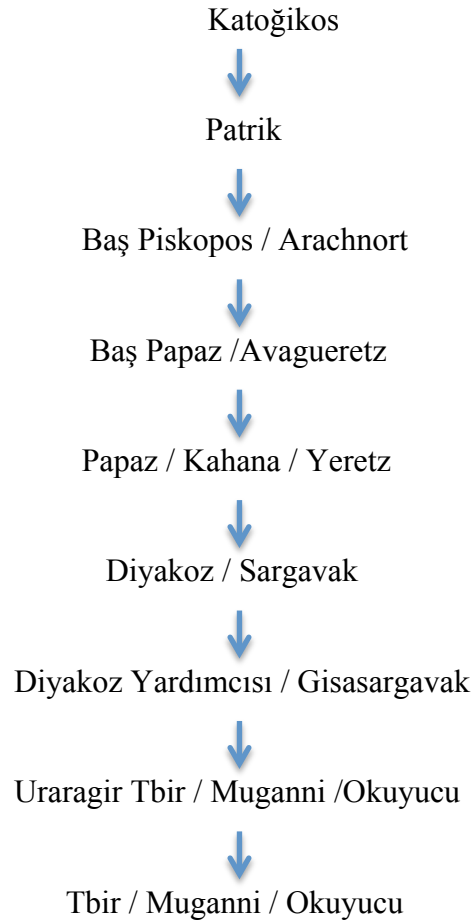 Katoğikos
Patrik
Baş Piskopos / Arachnort
Baş Papaz /Avagueretz
Papaz / Kahana / Yeretz
Diyakoz / Sargavak
Diyakoz Yardımcısı / Gisasargavak
Uraragir Tbir / Muganni /Okuyucu
Tbir / Muganni / Okuyucu